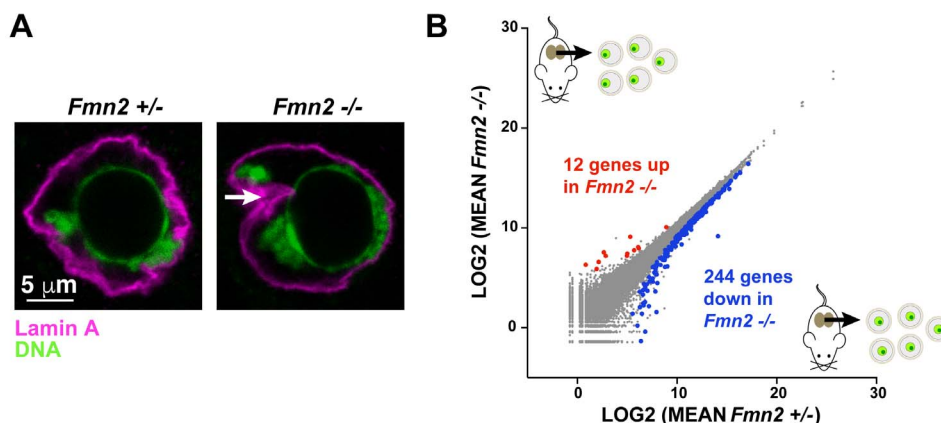 A
Fmn2 +/-
Fmn2 -/-
5 μm
Lamin A
DNA
B
LOG2 (MEAN Fmn2 -/-)
30
20
10
0
12 genes up
in Fmn2 -/-
244 genes
down in
Fmn2 -/-
0
10
20
30
LOG2 (MEAN Fmn2 +/-)